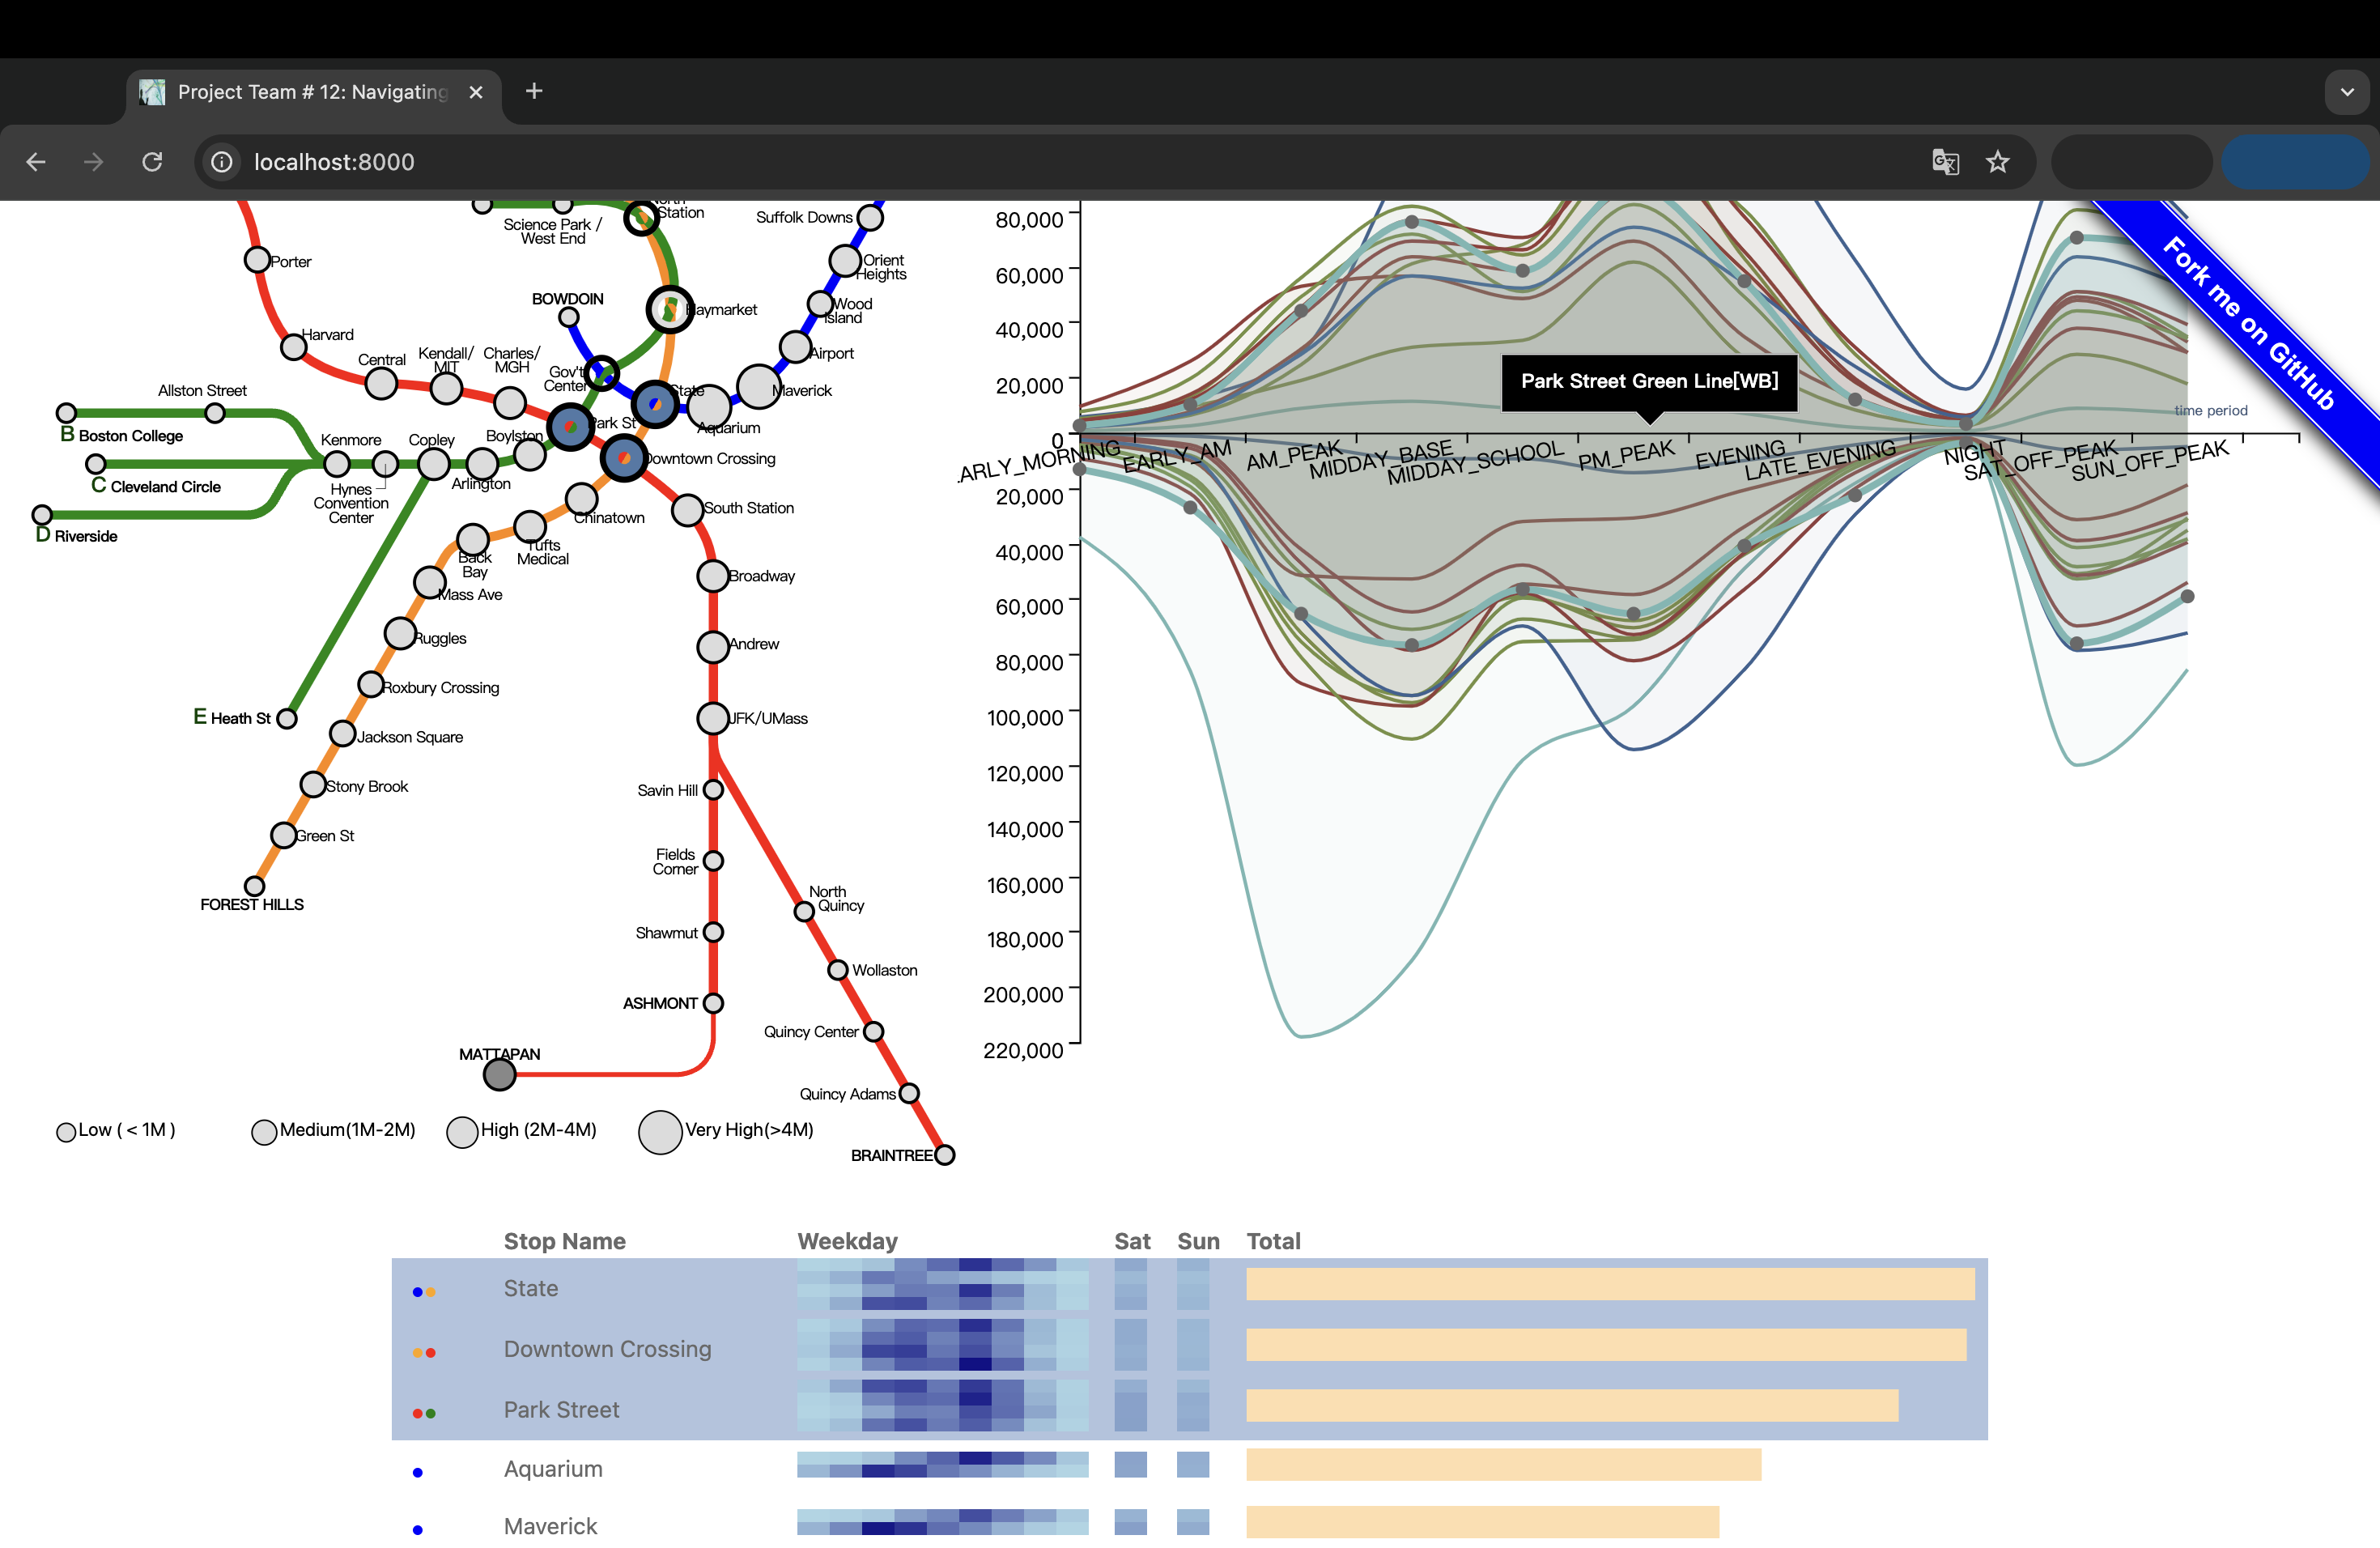 Project Team # 12: Navigating
localhost:8000
Fork me on GitHub
Station
Science Park /
West End
Suffolk Downs
Porter
Orient
Heights
BOWDOIN
Haymarket
Wood
Island
Harvard
Central
Kendall/
MIT
Charles/
MGH
Gov't
Center
Airport
Allston Street
State
Maverick
B Boston College
Kenmore
Copley
Boylston
Park St
Aquarium
Downtown Crossing
C Cleveland Circle
Hynes
Convention
Center
Arlington
D Riverside
Chinatown
South Station
Tufts
Medical
Back
Bay
Broadway
Mass Ave
Ruggles
Andrew
Roxbury Crossing
E Heath St
JFK/UMass
Jackson Square
Stony Brook
Savin Hill
Green St
Fields
Corner
FOREST HILLS
North
Quincy
Shawmut
Wollaston
ASHMONT
Quincy Center
MATTAPAN
Quincy Adams
BRAINTREE
Low ( < 1M )
Medium(1M-2M)
High (2M-4M)
Very High(>4M)
80,000
60,000
40,000
20,000
0
20,000
40,000
60,000
80,000
100,000
120,000
140,000
160,000
180,000
200,000
220,000
Park Street Green Line[WB]
time period
ARLY_MORNING
EARLY_AM
AM_PEAK
MIDDAY_BASE
MIDDAY_SCHOOL
PM_PEAK
EVENING
LATE_EVENING
NIGHT
SAT_OFF_PEAK
SUN_OFF_PEAK
Stop Name Weekday Sat Sun Total
State
Downtown Crossing
Park Street
Aquarium
Maverick